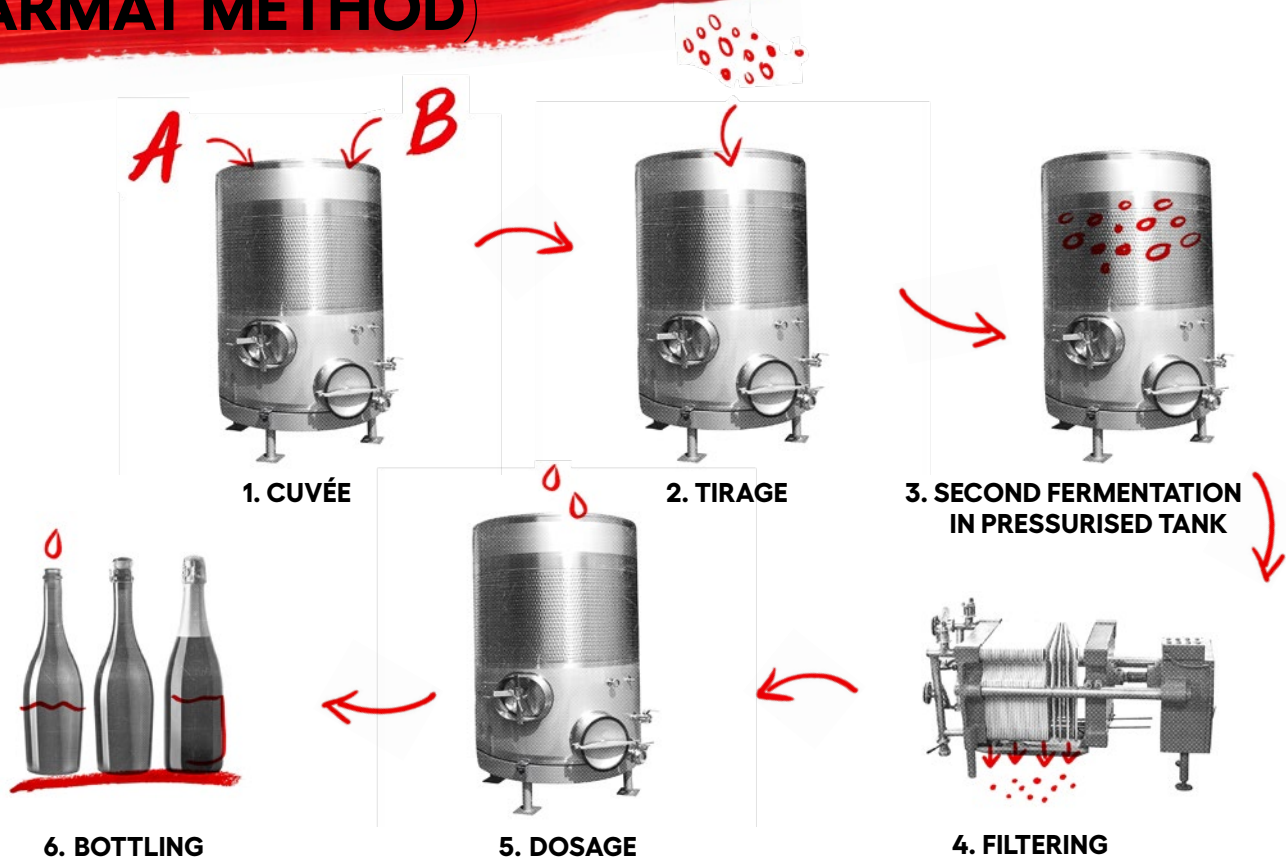 ARMAT METHOD
A
B
1. CUVÉE
2. TIRAGE
3. SECOND FERMENTATION
IN PRESSURISED TANK
6. BOTTLING
5. DOSAGE
4. FILTERING